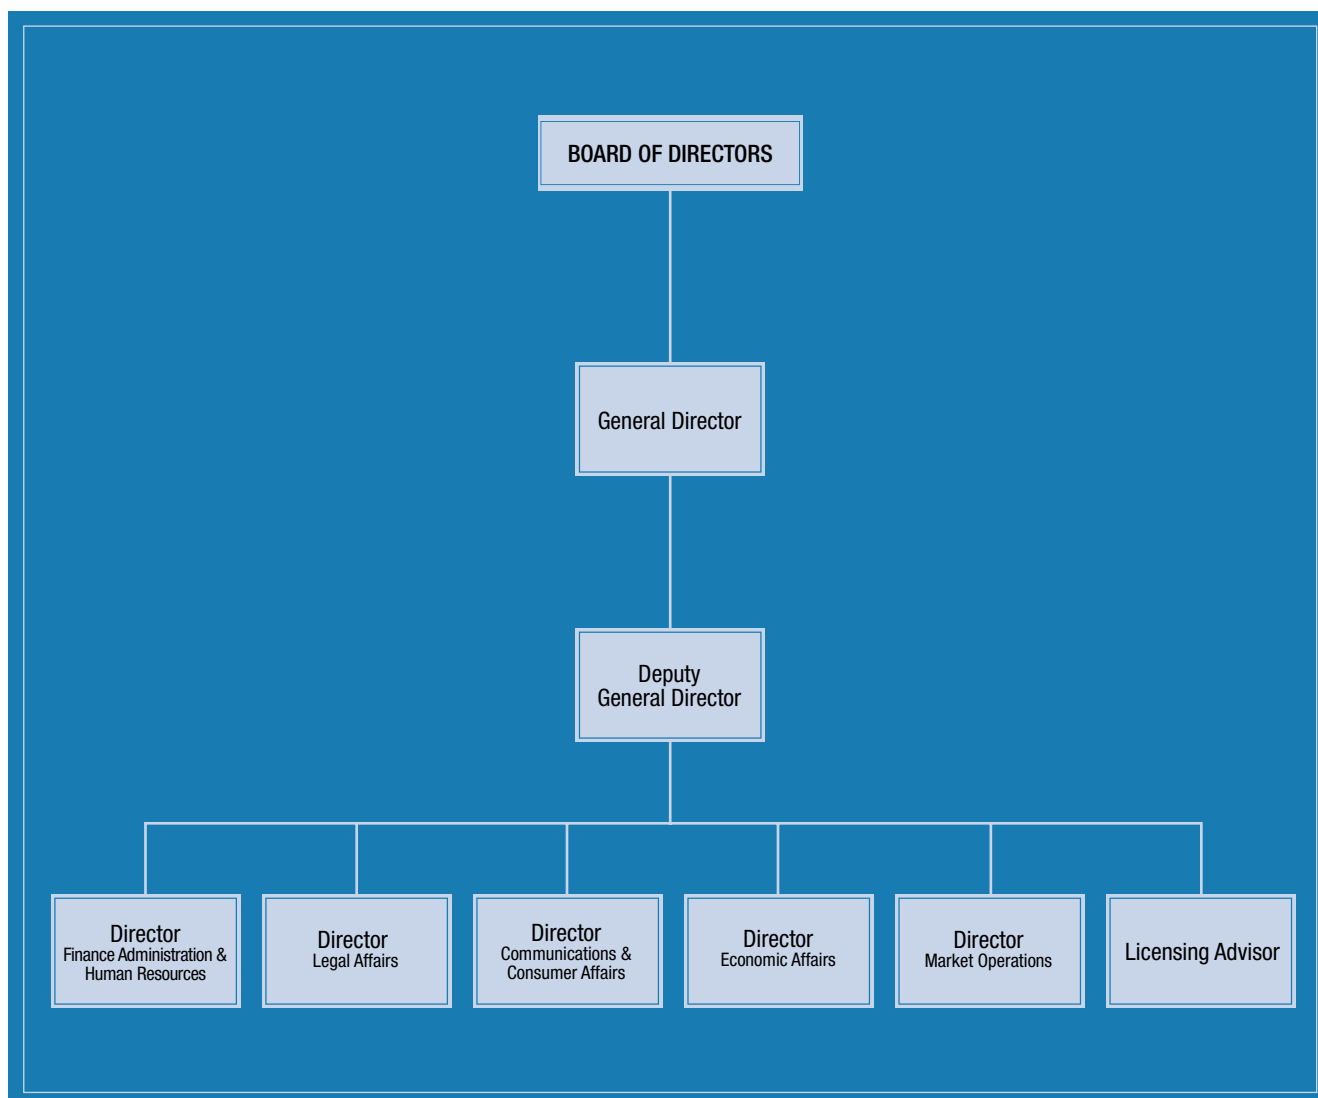 BOARD OF DIRECTORS
General Director
Deputy
General Director
Director
Finance Administration &
Human Resources
Director
Legal Affairs
Director
Communications &
Consumer Affairs
Director
Economic Affairs
Director
Market Operations
Licensing Advisor